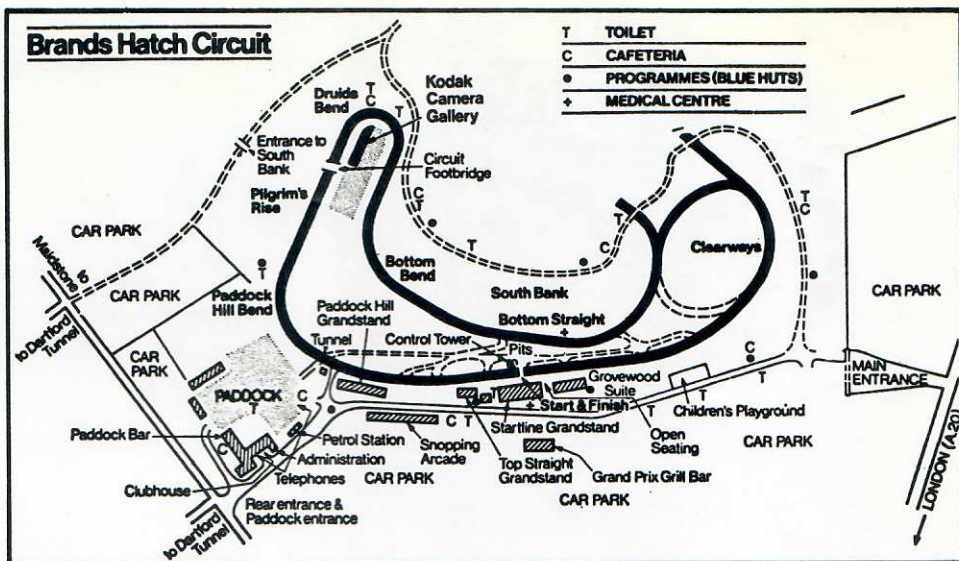 Brands Hatch Circuit
T TOILET
C CAFETERIA
● PROGRAMMES (BLUE HUTS)
+ MEDICAL CENTRE
Druids
Bend
T
C
T
Kodak
Camera
Gallery
Entrance to
South
Bank
Circuit
Footbridge
Pilgrim's
Rise
C
T
T
C
T
T
C
Clearways
CAR PARK
Maidstone
to
to Dartford
Tunnel
CAR PARK
T
Paddock
Hill Bend
Bottom
Bend
South Bank
CAR PARK
Paddock Hill
Grandstand
Bottom Straight
+
CAR
PARK
Tunnel
Control Tower
Pits
C
T
MAIN
ENTRANCE
PADDOCK
T
C
Grovewood
Suite
+ Start & Finish
T
T
Children's Playground
Paddock Bar
C
Petrol Station
C T
Startline Grandstand
Open
Seating
CAR PARK
Administration
Snopping
Arcade
Telephones
CAR PARK
Top Straight
Grandstand
Grand Prix Grill Bar
Clubhouse
CAR PARK
Rear entrance &
Paddock entrance
to Dartford
Tunnel
LONDON (A.20)